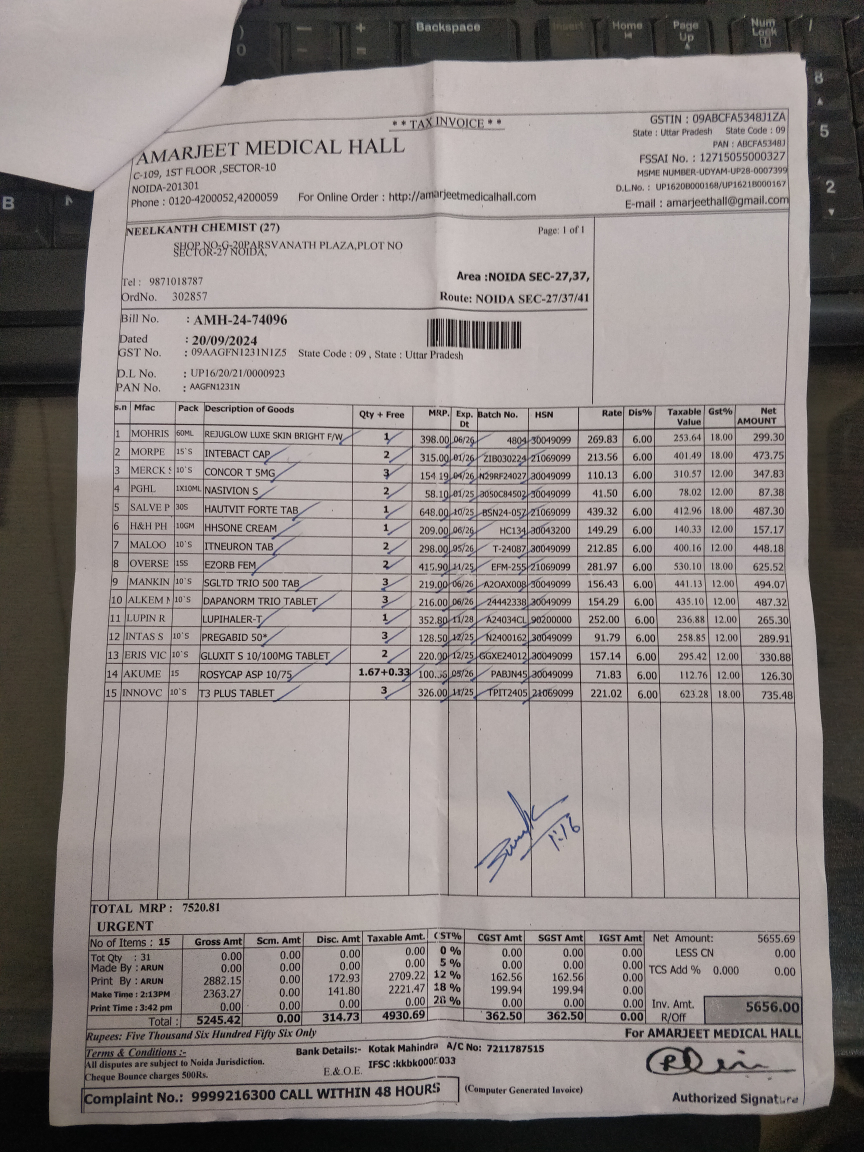 Backspace
Insert
Home
Page Up
Num Lock
8
5
2
B
* * TAX INVOICE * *
GSTIN : 09ABCFA5348J1ZA
State : Uttar Pradesh State Code : 09
PAN : ABCFA5348J
FSSAI No. : 12715055000327
MSME NUMBER-UDYAM-UP28-0007399
D.L.No. : UP1620B000168/UP1621B000167
E-mail : amarjeethall@gmail.com
AMARJEET MEDICAL HALL
C-109, 1ST FLOOR ,SECTOR-10
NOIDA-201301
Phone : 0120-4200052,4200059 For Online Order : http://amarjeetmedicalhall.com
NEELKANTH CHEMIST (27) Page: 1 of 1
SHOP NO-G-20PARSVANATH PLAZA,PLOT NO
SECTOR-27 NOIDA,
Tel : 9871018787 Area :NOIDA SEC-27,37,
OrdNo. 302857 Route: NOIDA SEC-27/37/41
Bill No. : AMH-24-74096
Dated : 20/09/2024
GST No. : 09AAGFN1231N1Z5 State Code : 09 , State : Uttar Pradesh
D.L No. : UP16/20/21/0000923
PAN No. : AAGFN1231N
s.n Mfac Pack Description of Goods Qty + Free MRP. Exp. Dt Batch No. HSN Rate Dis% Taxable Value Gst% Net AMOUNT
1 MOHRIS 60ML REJUGLOW LUXE SKIN BRIGHT F/W 1 398.00 06/26 4804 30049099 269.83 6.00 253.64 18.00 299.30
2 MORPE 15`S INTEBACT CAP 2 315.00 01/26 ZIB030224 21069099 213.56 6.00 401.49 18.00 473.75
3 MERCK S 10`S CONCOR T 5MG 3 154.19 04/26 N29RF24027 30049099 110.13 6.00 310.57 12.00 347.83
4 PGHL 1X10ML NASIVION S 2 58.10 01/25 3050C84502 30049099 41.50 6.00 78.02 12.00 87.38
5 SALVE P 30S HAUTVIT FORTE TAB 1 648.00 10/25 BSN24-057 21069099 439.32 6.00 412.96 18.00 487.30
6 H&H PH 10GM HHSONE CREAM 1 209.00 06/26 HC134 30043200 149.29 6.00 140.33 12.00 157.17
7 MALOO 10`S ITNEURON TAB 2 298.00 05/26 T-24087 30049099 212.85 6.00 400.16 12.00 448.18
8 OVERSE 15S EZORB FEM 2 415.90 11/25 EFM-255 21069099 281.97 6.00 530.10 18.00 625.52
9 MANKIN 10`S SGLTD TRIO 500 TAB 3 219.00 06/26 A2OAX008 30049099 156.43 6.00 441.13 12.00 494.07
10 ALKEM 10`S DAPANORM TRIO TABLET 3 216.00 06/26 24442338 30049099 154.29 6.00 435.10 12.00 487.32
11 LUPIN R LUPIHALER-T 1 352.80 11/28 A24034CL 90200000 252.00 6.00 236.88 12.00 265.30
12 INTAS S 10`S PREGABID 50* 3 128.50 12/25 N2400162 30049099 91.79 6.00 258.85 12.00 289.91
13 ERIS VIC 10`S GLUXIT S 10/100MG TABLET 2 220.00 12/25 GGXE24012 30049099 157.14 6.00 295.42 12.00 330.88
14 AKUME 15 ROSYCAP ASP 10/75 1.67+0.33 05/26 PABJN45 30049099 71.83 6.00 112.76 12.00 126.30
15 INNOVC 10`S T3 PLUS TABLET 3 326.00 11/25 TPIT2405 21069099 221.02 6.00 623.28 18.00 735.48
TOTAL MRP : 7520.81
URGENT
No of Items : 15 Gross Amt Scm. Amt Disc. Amt Taxable Amt. ST% CGST Amt SGST Amt IGST Amt Net Amount: 5655.69
Tot Qty : 31 0.00 0.00 0.00 0.00 0 % 0.00 0.00 0.00 LESS CN 0.00
Made By : ARUN 0.00 0.00 0.00 0.00 5 % 0.00 0.00 0.00 TCS Add % 0.000 0.00
Print By : ARUN 2882.15 0.00 172.93 2709.22 12 % 162.56 162.56 0.00
Make Time : 2:13PM 2363.27 0.00 141.80 2221.47 18 % 199.94 199.94 0.00
Print Time : 3:42 pm 0.00 0.00 0.00 0.00 28 % 0.00 0.00 0.00 Inv. Amt. 5656.00
Total : 5245.42 0.00 314.73 4930.69 362.50 362.50 0.00 R/Off
Rupees: Five Thousand Six Hundred Fifty Six Only For AMARJEET MEDICAL HALL
Terms & Conditions :- Bank Details:- Kotak Mahindra A/C No: 7211787515
All disputes are subject to Noida Jurisdiction. E.& O.E. IFSC :kkbk0005033
Cheque Bounce charges 500Rs.
Complaint No.: 9999216300 CALL WITHIN 48 HOURS (Computer Generated Invoice) Authorized Signature